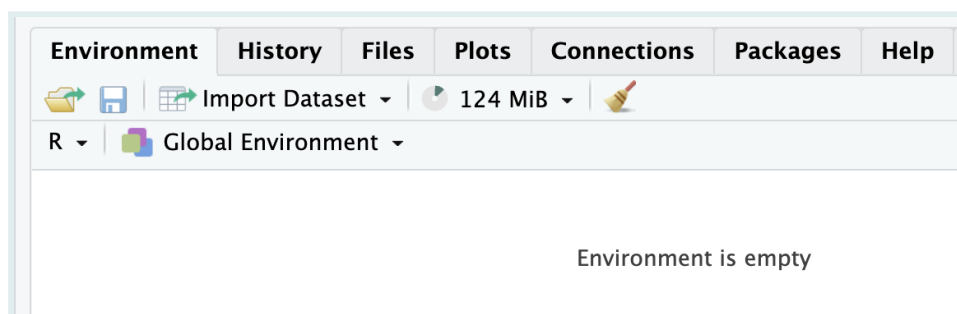 Environment History Files Plots Connections Packages Help
Import Dataset 124 MiB
R Global Environment
Environment is empty